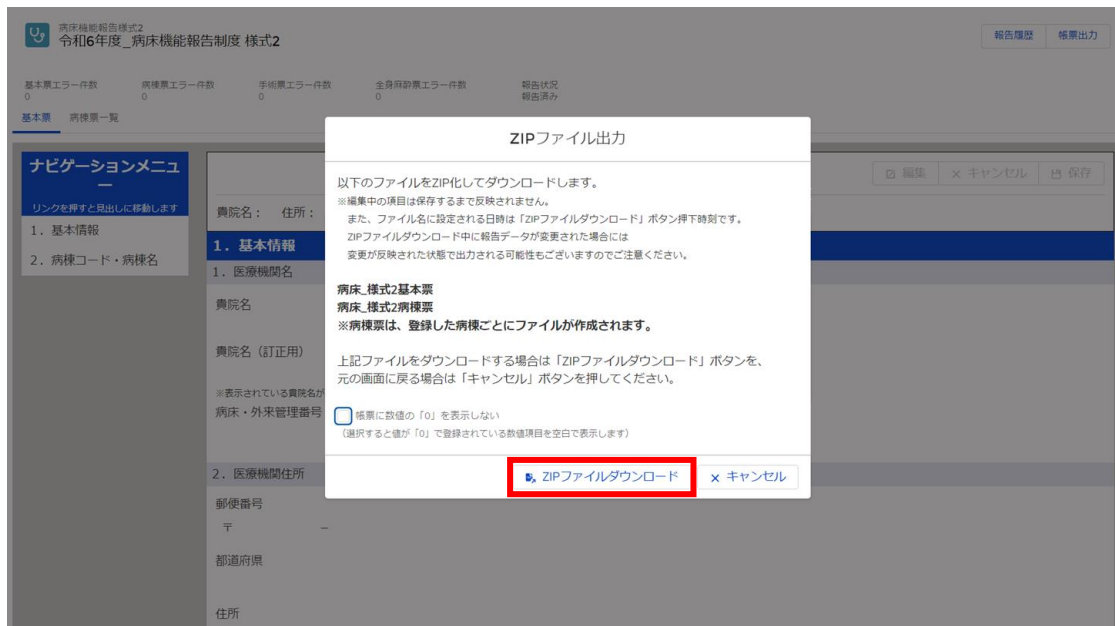 病床機能報告様式2
令和6年度_病床機能報告制度 様式2
報告履歴 帳票出力
基本票エラー件数 病棟票エラー件数 手術票エラー件数 全身麻酔票エラー件数 報告状況
0 0 0 0 報告済み
基本票 病棟票一覧
ナビゲーションメニュ
ー
リンクを押すと見出しに移動します
1. 基本情報
2. 病棟コード・病棟名
編集 × キャンセル 保存
貴院名: 住所:
1. 基本情報
1. 医療機関名
貴院名
貴院名(訂正用)
※表示されている貴院名が
病床・外来管理番号
2. 医療機関住所
郵便番号
〒 −
都道府県
住所
ZIPファイル出力
以下のファイルをZIP化してダウンロードします。
※編集中の項目は保存するまで反映されません。
また、ファイル名に設定される日時は「ZIPファイルダウンロード」ボタン押下時刻です。
ZIPファイルダウンロード中に報告データが変更された場合には
変更が反映された状態で出力される可能性もございますのでご注意ください。
病床_様式2基本票
病床_様式2病棟票
※病棟票は、登録した病棟ごとにファイルが作成されます。
上記ファイルをダウンロードする場合は「ZIPファイルダウンロード」ボタンを、
元の画面に戻る場合は「キャンセル」ボタンを押してください。
帳票に数値の「0」を表示しない
(選択すると値が「0」で登録されている数値項目を空白で表示します)
ZIPファイルダウンロード × キャンセル